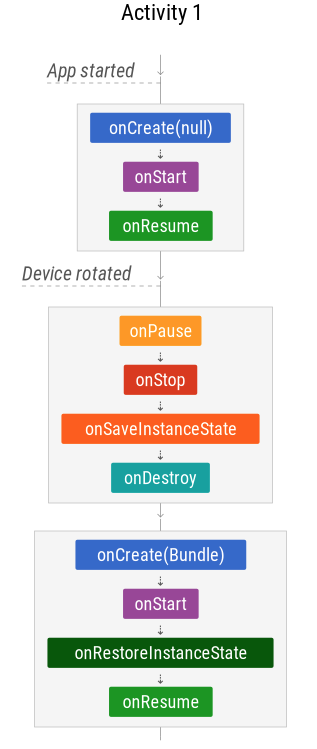 Activity 1
App started
onCreate(null)
onStart
onResume
Device rotated
onPause
onStop
onSaveInstanceState
onDestroy
onCreate(Bundle)
onStart
onRestoreInstanceState
onResume